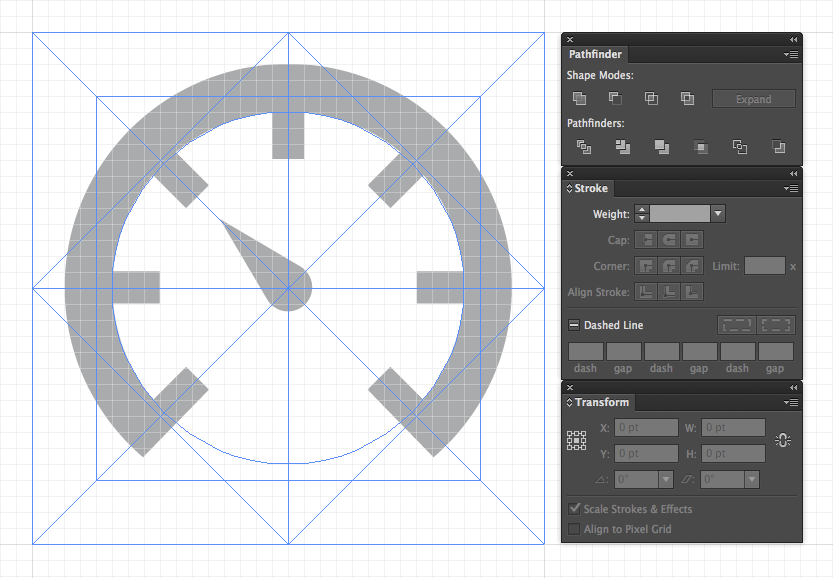 Pathfinder
Shape Modes:
Expand
Pathfinders:
Stroke
Weight:
Cap:
Corner:
Limit:
x
Align Stroke:
Dashed Line
dash gap dash gap dash gap
Transform
X: 0 pt W: 0 pt
Y: 0 pt H: 0 pt
0° 0°
Scale Strokes & Effects
Align to Pixel Grid